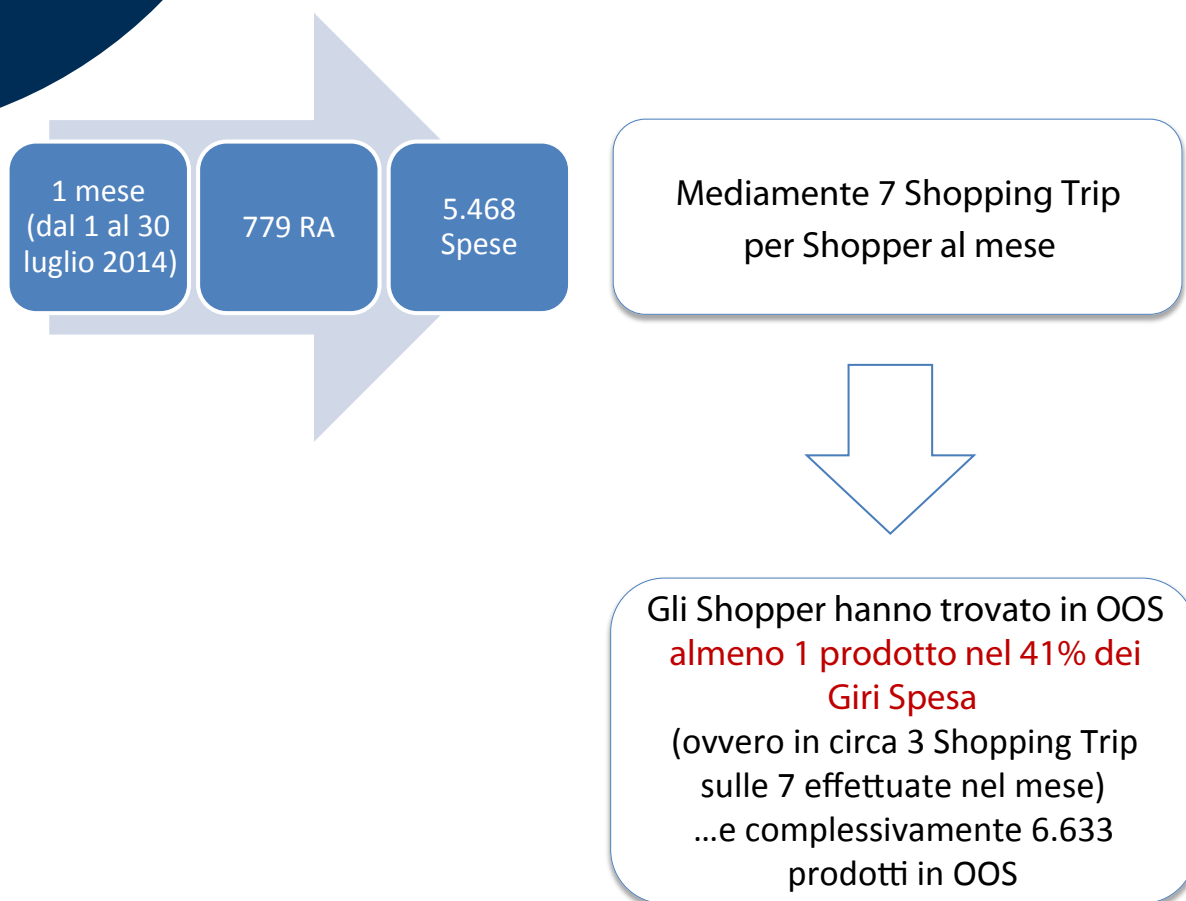 1 mese
(dal 1 al 30
luglio 2014)
779 RA
5.468
Spese
Mediamente 7 Shopping Trip
per Shopper al mese
Gli Shopper hanno trovato in OOS
almeno 1 prodotto nel 41% dei
Giri Spesa
(ovvero in circa 3 Shopping Trip
sulle 7 effettuate nel mese)
...e complessivamente 6.633
prodotti in OOS